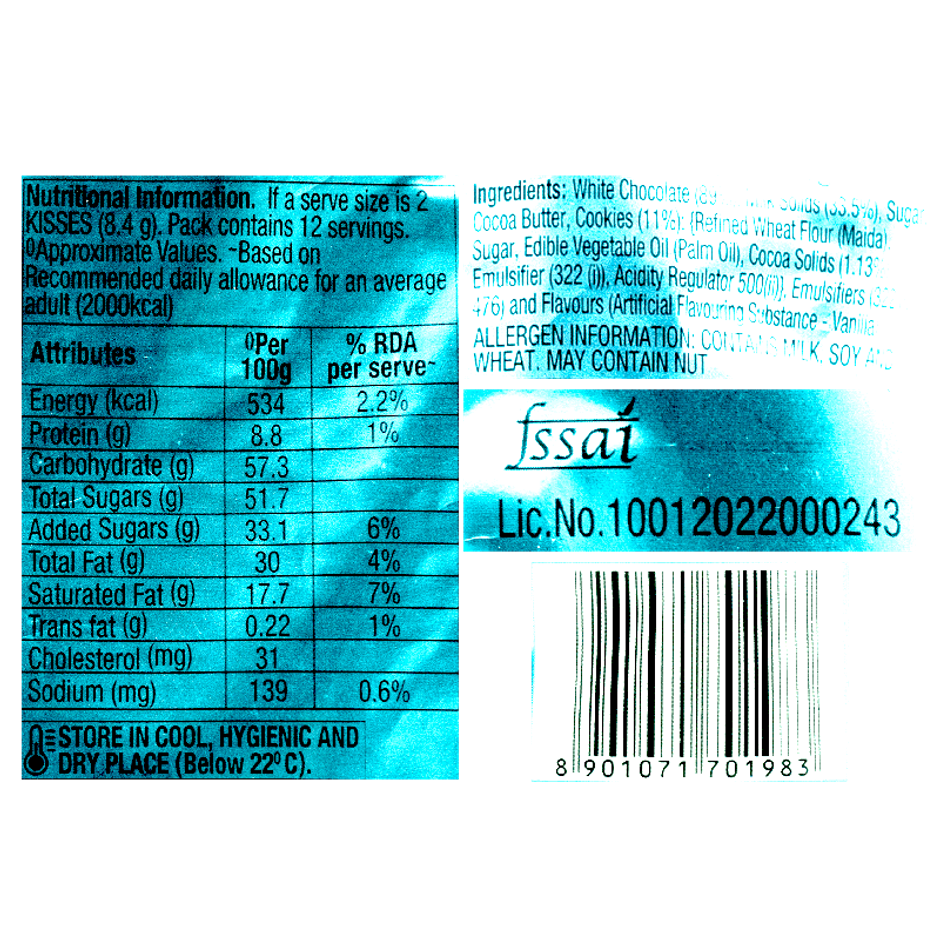 Nutritional Information. If a serve size is 2
KISSES (8.4 g). Pack contains 12 servings.
◊Approximate Values. ~Based on
Recommended daily allowance for an average
adult (2000kcal)
Attributes ◊Per 100g % RDA per serve~
Energy (kcal) 534 2.2%
Protein (g) 8.8 1%
Carbohydrate (g) 57.3
Total Sugars (g) 51.7
Added Sugars (g) 33.1 6%
Total Fat (g) 30 4%
Saturated Fat (g) 17.7 7%
Trans fat (g) 0.22 1%
Cholesterol (mg) 31
Sodium (mg) 139 0.6%
STORE IN COOL, HYGIENIC AND
DRY PLACE (Below 22⁰C).
Ingredients: White Chocolate Solids (33.5%), Sugar
Cocoa Butter, Cookies (11%): {Refined Wheat Flour (Maida)
Sugar, Edible Vegetable Oil (Palm Oil), Cocoa Solids (1.13%
Emulsifier (322 (i)), Acidity Regulator 500(ii)}, Emulsifiers (322
476) and Flavours (Artificial Flavouring Substance - Vanilla
ALLERGEN INFORMATION: CONTAINS MILK, SOY AND
WHEAT. MAY CONTAIN NUT
fssai
Lic.No.10012022000243
8 901071 701983